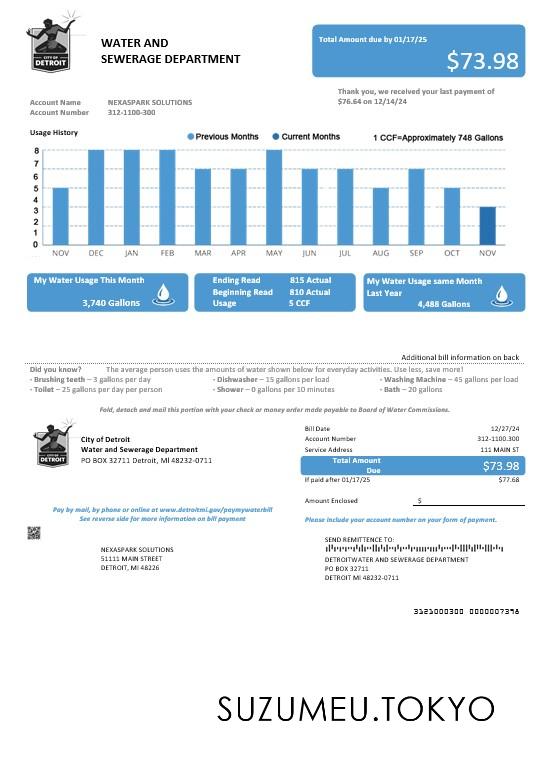 CITY OF
DETROIT
WATER AND
SEWERAGE DEPARTMENT
Total Amount due by 01/17/25
$73.98
Thank you, we received your last payment of
$76.64 on 12/14/24
Account Name NEXASPARK SOLUTIONS
Account Number 312-1100-300
Usage History
Previous Months
Current Months
1 CCF=Approximately 748 Gallons
8
7
6
5
4
3
2
1
0
NOV DEC JAN FEB MAR APR MAY JUN JUL AUG SEP OCT NOV
My Water Usage This Month
3,740 Gallons
Ending Read 815 Actual
Beginning Read 810 Actual
Usage 5 CCF
My Water Usage same Month
Last Year
4,488 Gallons
Additional bill information on back
Did you know? The average person uses the amounts of water shown below for everyday activities. Use less, save more!
- Brushing teeth – 3 gallons per day - Dishwasher – 15 gallons per load - Washing Machine – 45 gallons per load
- Toilet – 25 gallons per day per person - Shower – 0 gallons per 10 minutes - Bath – 20 gallons
Fold, detach and mail this portion with your check or money order made payable to Board of Water Commissions.
CITY OF
DETROIT
City of Detroit
Water and Sewerage Department
PO BOX 32711 Detroit, MI 48232-0711
Bill Date 12/27/24
Account Number 312-1100.300
Service Address 111 MAIN ST
Total Amount
Due
$73.98
If paid after 01/17/25 $77.68
Amount Enclosed $
Pay by mail, by phone or online at www.detroitmi.gov/paymywaterbill
See reverse side for more information on bill payment
Please include your account number on your form of payment.
NEXASPARK SOLUTIONS
51111 MAIN STREET
DETROIT, MI 48226
SEND REMITTANCE TO:
DETROITWATER AND SEWERAGE DEPARTMENT
PO BOX 32711
DETROIT MI 48232-0711
3121000300 0000007398
SUZUMEU.TOKYO